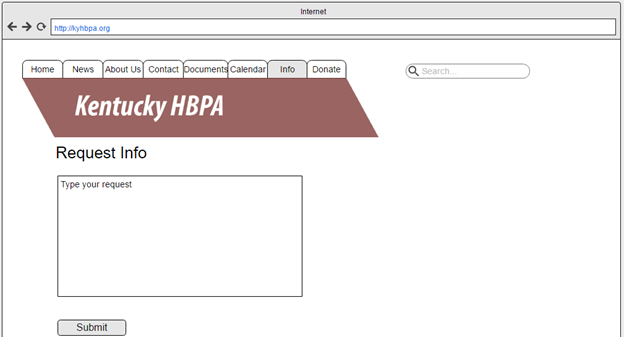 Internet
http://kyhbpa.org
Home News About Us Contact Documents Calendar Info Donate
Search...
Kentucky HBPA
Request Info
Type your request
Submit